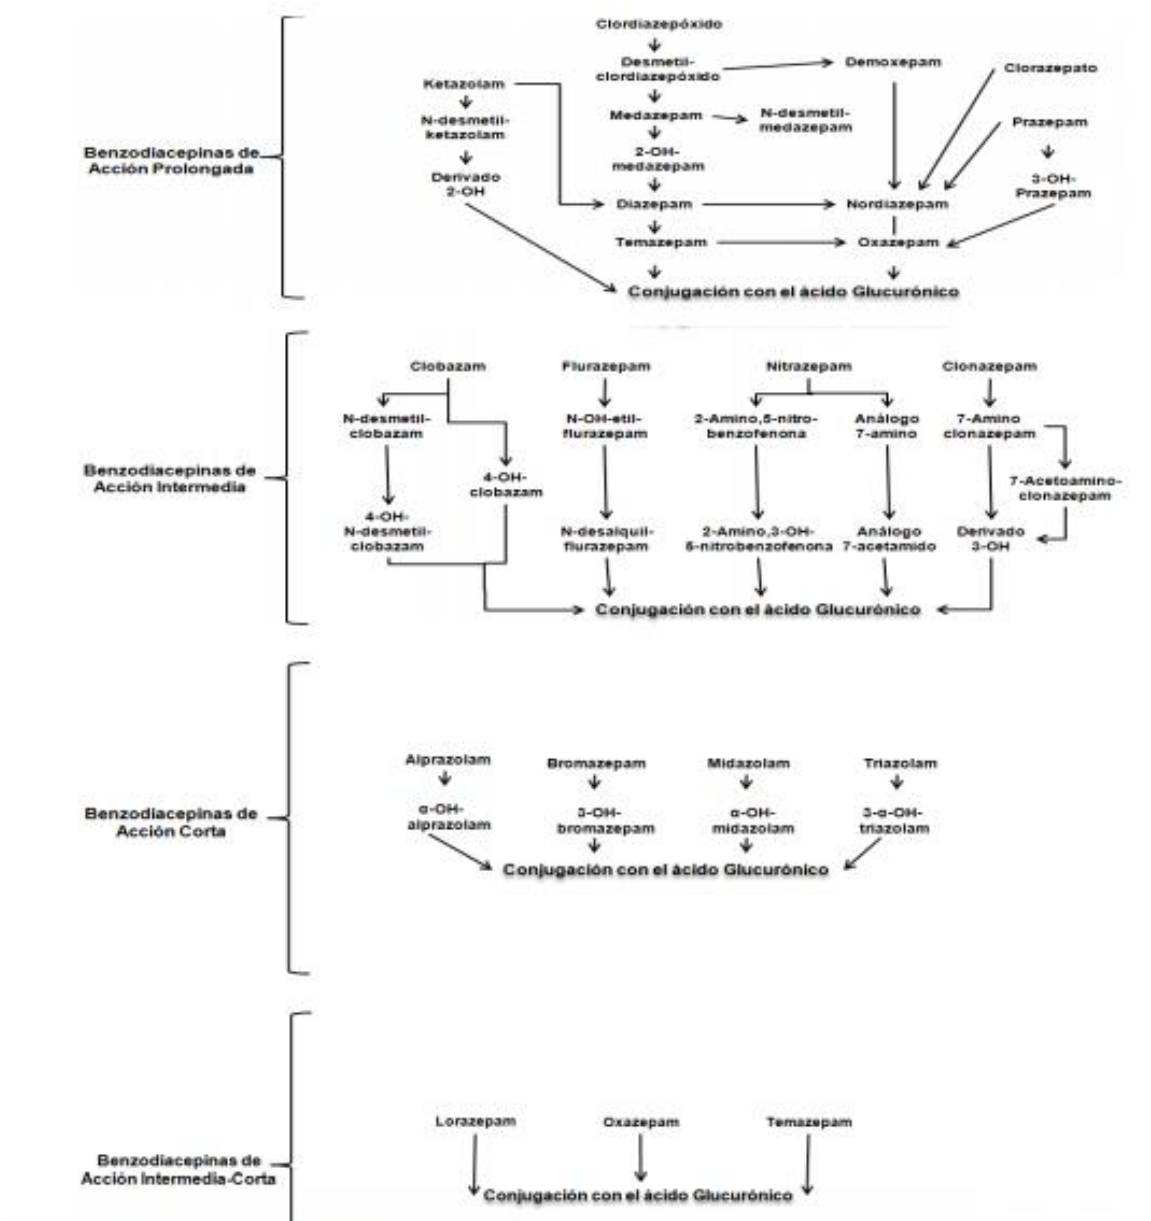 Clordiazepóxido
Desmetil-
clordiazepóxido
Demoxepam
Clorazepato
Ketazolam
Medazepam
N-desmetil-
medazepam
Prazepam
N-desmetil-
ketazolam
2-OH-
medazepam
Benzodiacepinas de
Acción Prolongada
Derivado
2-OH
3-OH-
Prazepam
Diazepam
Nordiazepam
Temazepam
Oxazepam
Conjugación con el ácido Glucurónico
Clobazam
Flurazepam
Nitrazepam
Clonazepam
N-desmetil-
clobazam
N-OH-etil-
flurazepam
2-Amino,5-nitro-
benzofenona
Análogo
7-amino
7-Amino
clonazepam
Benzodiacepinas de
Acción Intermedia
4-OH-
clobazam
7-Acetoamino-
clonazepam
4-OH-
N-desmetil-
clobazam
N-desalquil-
flurazepam
2-Amino,3-OH-
5-nitrobenzofenona
Análogo
7-acetamido
Derivado
3-OH
Conjugación con el ácido Glucurónico
Alprazolam
Bromazepam
Midazolam
Triazolam
Benzodiacepinas de
Acción Corta
α-OH-
alprazolam
3-OH-
bromazepam
α-OH-
midazolam
3-α-OH-
triazolam
Conjugación con el ácido Glucurónico
Lorazepam
Oxazepam
Temazepam
Benzodiacepinas de
Acción Intermedia-Corta
Conjugación con el ácido Glucurónico